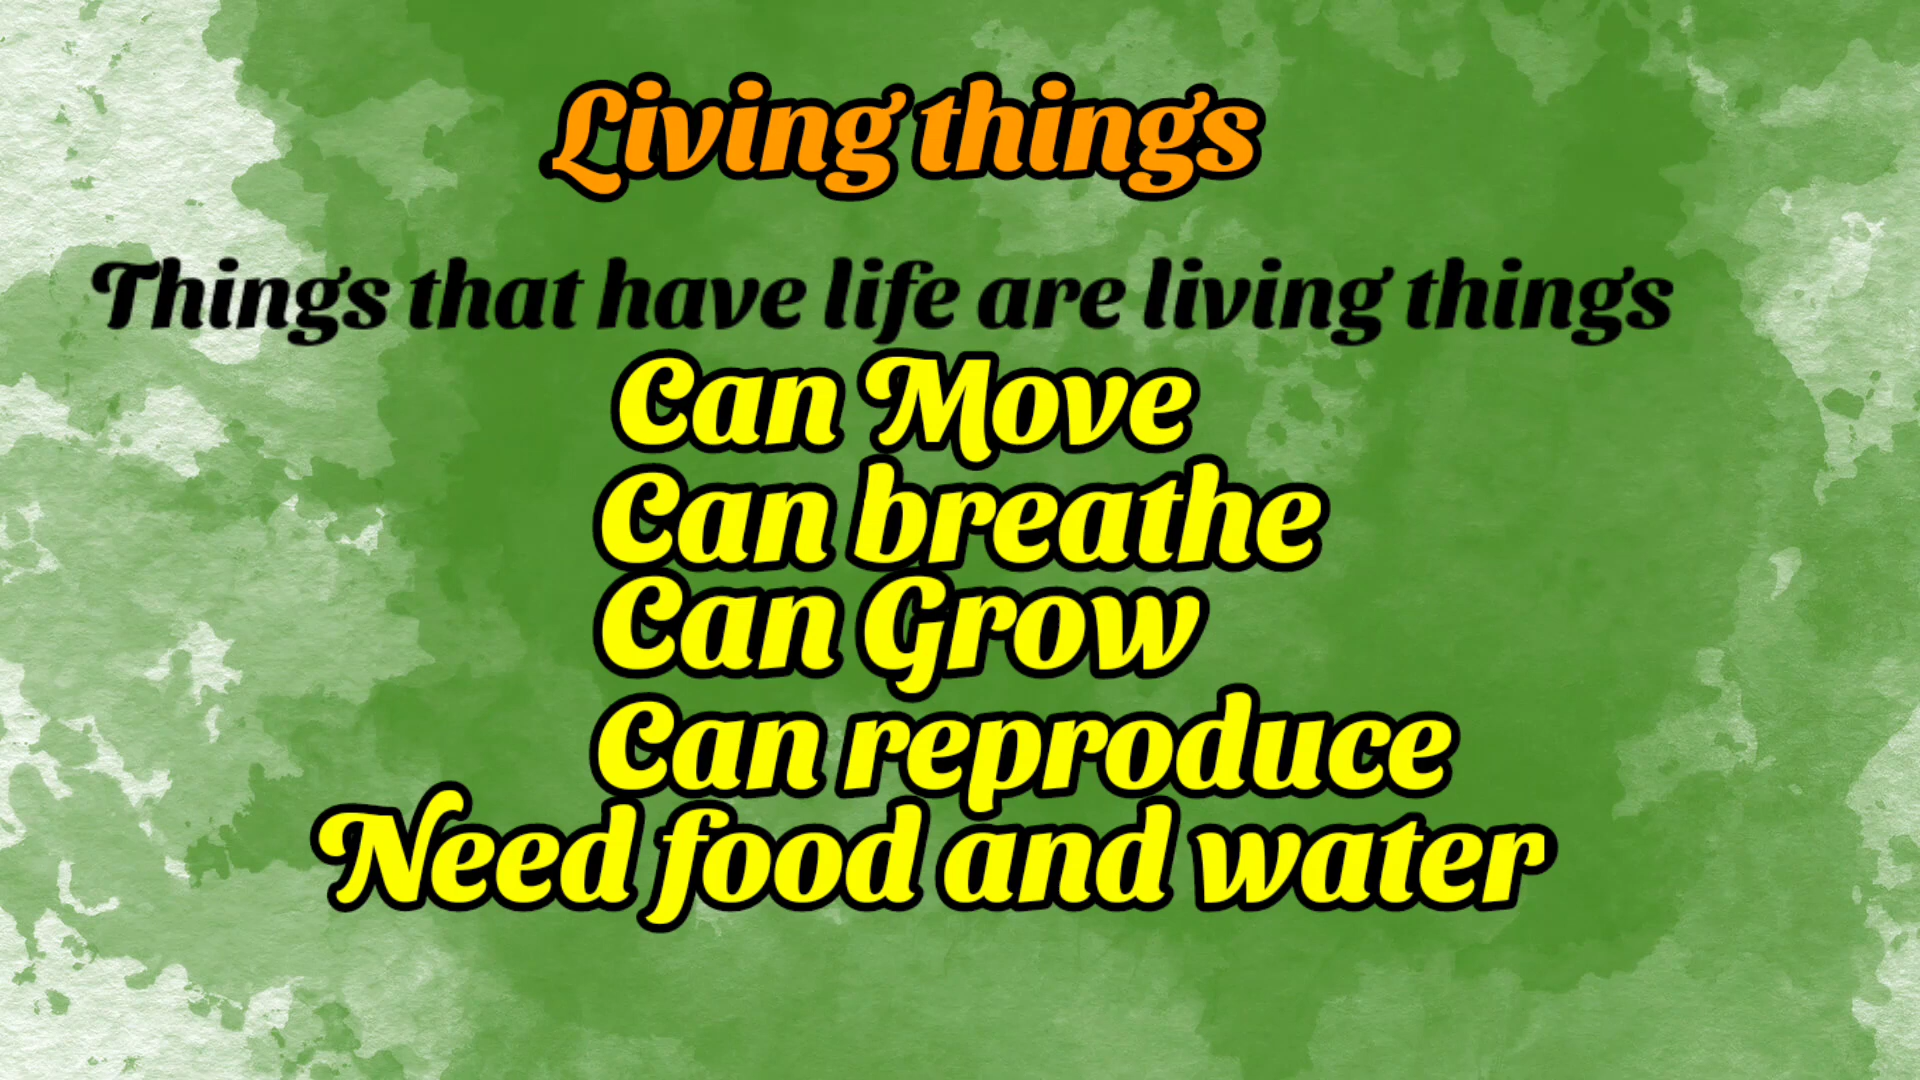 Living things
Things that have life are living things
Can Move
Can breathe
Can Grow
Can reproduce
Need food and water